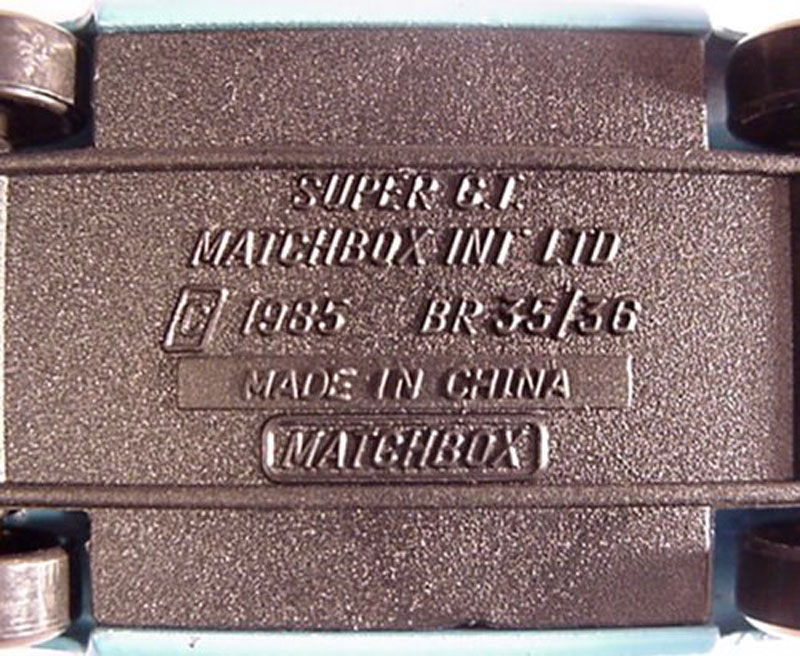 SUPER G.T.
MATCHBOX INT LTD
C 1985 BR 35/36
MADE IN CHINA
MATCHBOX